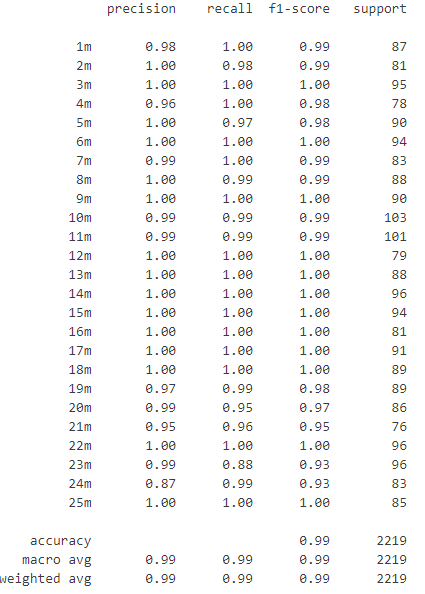 precision recall f1-score support
1m 0.98 1.00 0.99 87
2m 1.00 0.98 0.99 81
3m 1.00 1.00 1.00 95
4m 0.96 1.00 0.98 78
5m 1.00 0.97 0.98 90
6m 1.00 1.00 1.00 94
7m 0.99 1.00 0.99 83
8m 1.00 0.99 0.99 88
9m 1.00 1.00 1.00 90
10m 0.99 0.99 0.99 103
11m 0.99 0.99 0.99 101
12m 1.00 1.00 1.00 79
13m 1.00 1.00 1.00 88
14m 1.00 1.00 1.00 96
15m 1.00 1.00 1.00 94
16m 1.00 1.00 1.00 81
17m 1.00 1.00 1.00 91
18m 1.00 1.00 1.00 89
19m 0.97 0.99 0.98 89
20m 0.99 0.95 0.97 86
21m 0.95 0.96 0.95 76
22m 1.00 1.00 1.00 96
23m 0.99 0.88 0.93 96
24m 0.87 0.99 0.93 83
25m 1.00 1.00 1.00 85
accuracy 0.99 2219
macro avg 0.99 0.99 0.99 2219
weighted avg 0.99 0.99 0.99 2219